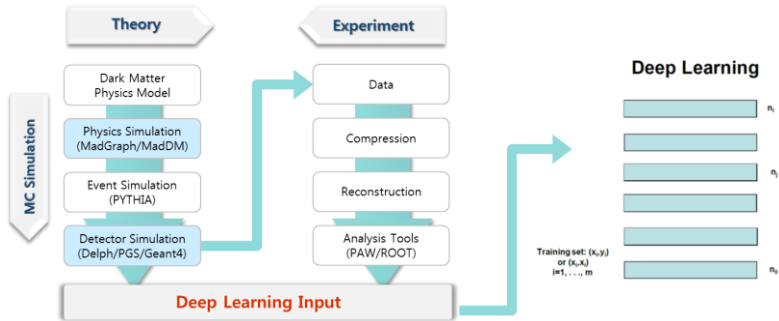 Theory
Experiment
MC Simulation
Dark Matter
Physics Model
Physics Simulation
(MadGraph/MadDM)
Event Simulation
(PYTHIA)
Detector Simulation
(Delph/PGS/Geant4)
Data
Compression
Reconstruction
Analysis Tools
(PAW/ROOT)
Deep Learning Input
Deep Learning
n₁
nⱼ
Training set: (xᵢ,yᵢ)
or (xᵢ,xᵢ)
i=1, . . ., m